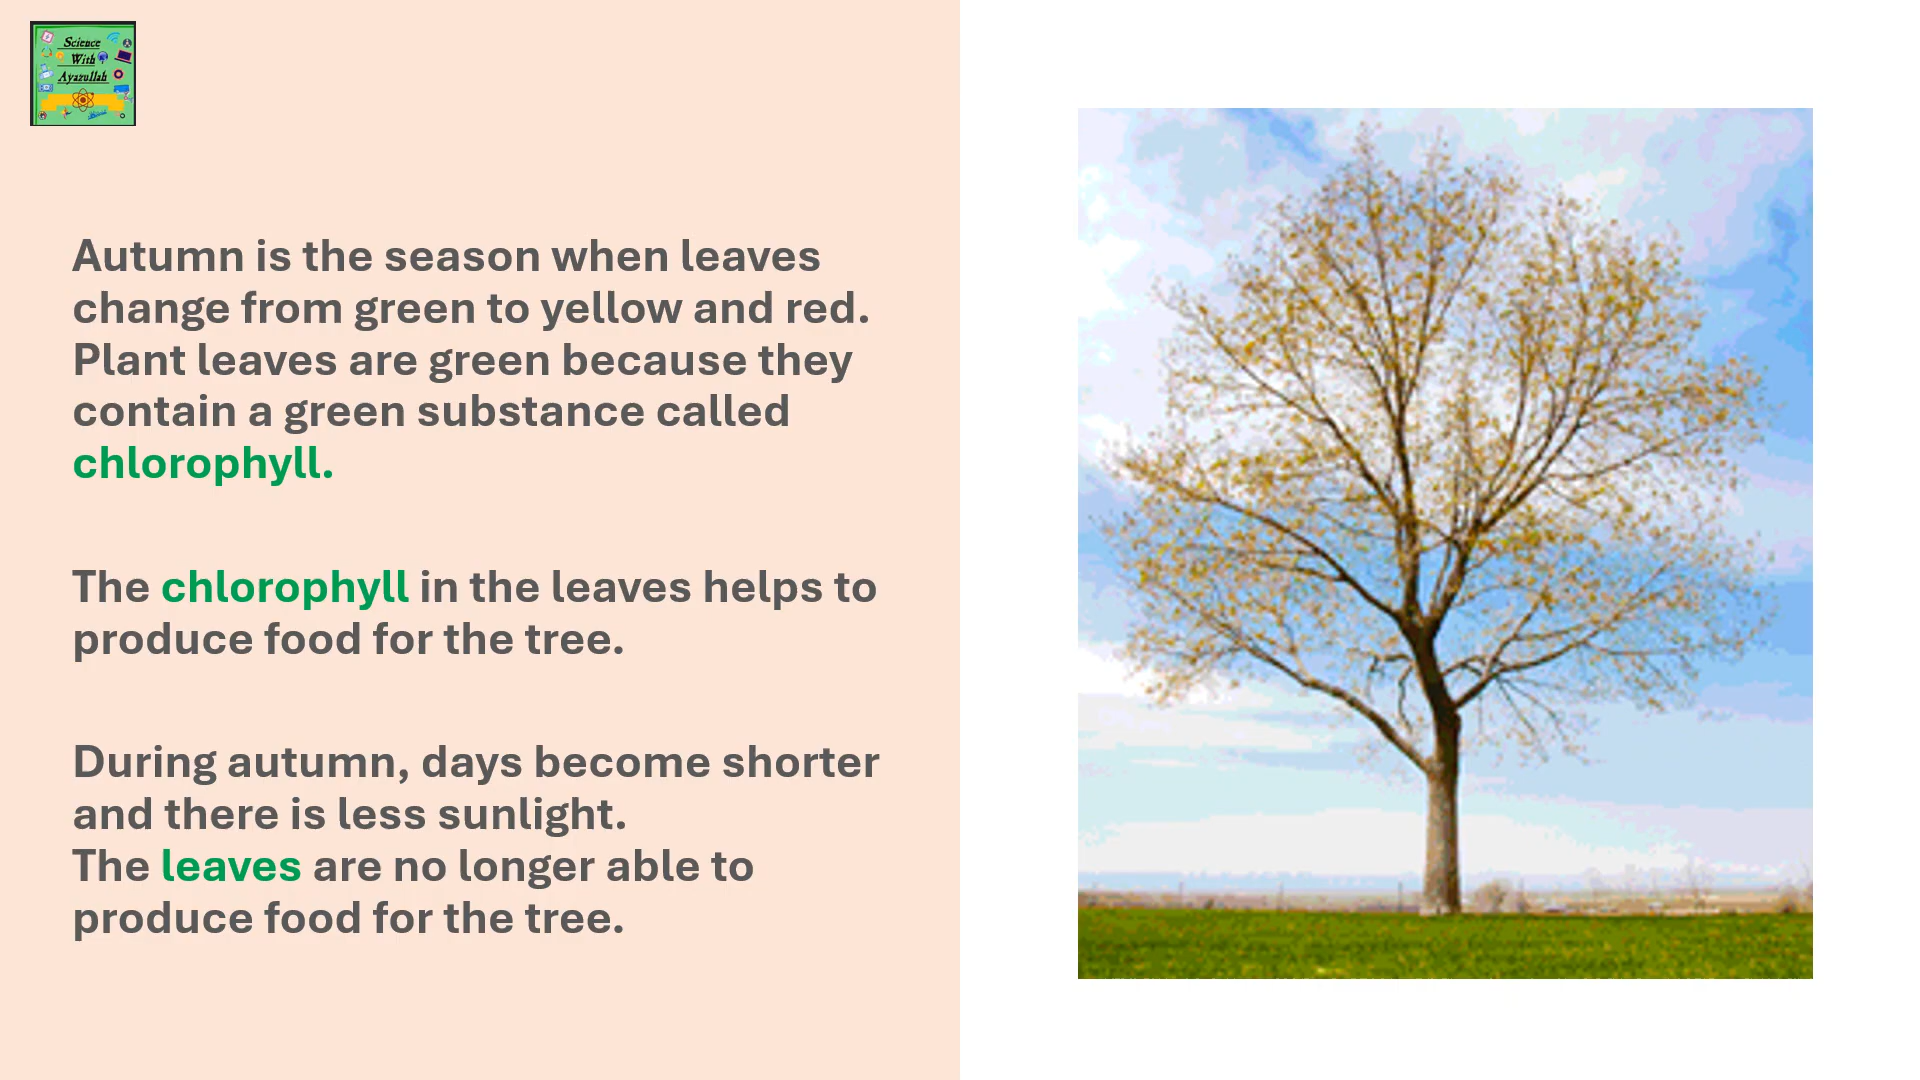 Science
With
Ayazullah
Autumn is the season when leaves
change from green to yellow and red.
Plant leaves are green because they
contain a green substance called
chlorophyll.
The chlorophyll in the leaves helps to
produce food for the tree.
During autumn, days become shorter
and there is less sunlight.
The leaves are no longer able to
produce food for the tree.